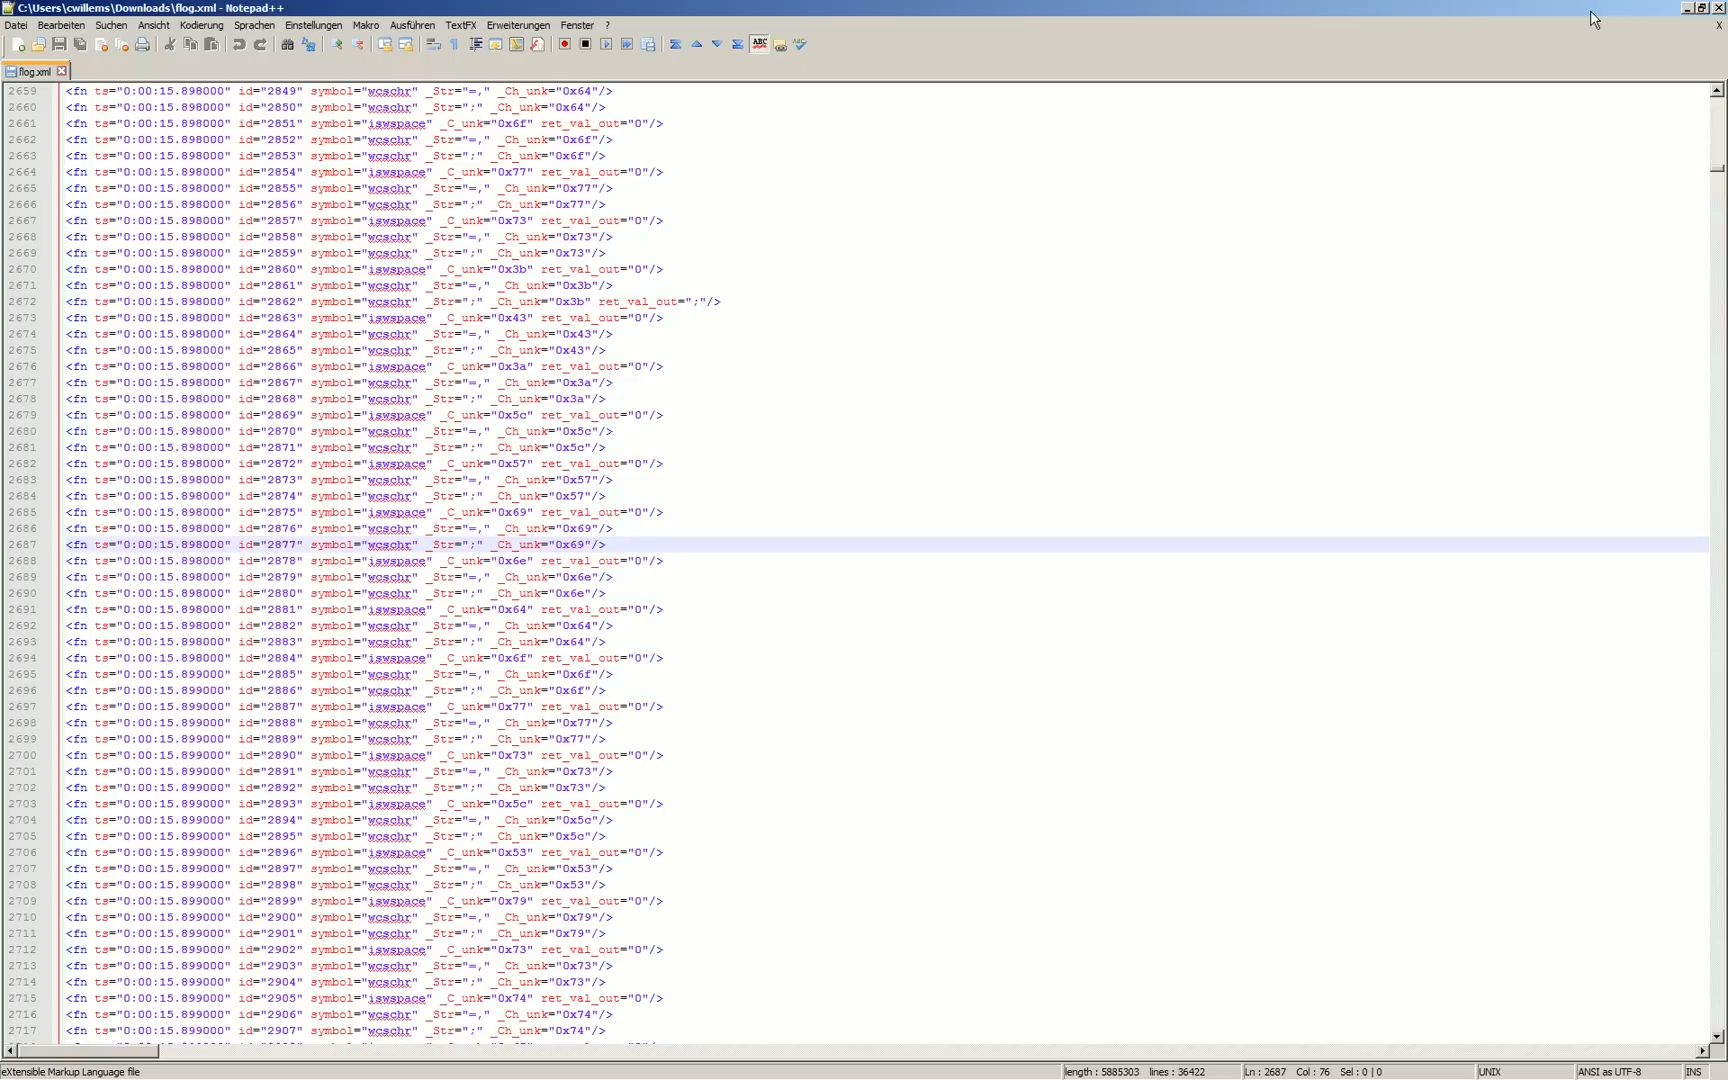 C:\Users\cwillems\Downloads\flog.xml - Notepad++
Datei Bearbeiten Suchen Ansicht Kodierung Sprachen Einstellungen Makro Ausführen TextFX Erweiterungen Fenster ? X
flog.xml
2659 <fn ts="0:00:15.898000" id="2849" symbol="wcschr" _Str="=," _Ch_unk="0x64"/>
2660 <fn ts="0:00:15.898000" id="2850" symbol="wcschr" _Str=";" _Ch_unk="0x64"/>
2661 <fn ts="0:00:15.898000" id="2851" symbol="iswspace" _C_unk="0x6f" ret_val_out="0"/>
2662 <fn ts="0:00:15.898000" id="2852" symbol="wcschr" _Str="=," _Ch_unk="0x6f"/>
2663 <fn ts="0:00:15.898000" id="2853" symbol="wcschr" _Str=";" _Ch_unk="0x6f"/>
2664 <fn ts="0:00:15.898000" id="2854" symbol="iswspace" _C_unk="0x77" ret_val_out="0"/>
2665 <fn ts="0:00:15.898000" id="2855" symbol="wcschr" _Str="=," _Ch_unk="0x77"/>
2666 <fn ts="0:00:15.898000" id="2856" symbol="wcschr" _Str=";" _Ch_unk="0x77"/>
2667 <fn ts="0:00:15.898000" id="2857" symbol="iswspace" _C_unk="0x73" ret_val_out="0"/>
2668 <fn ts="0:00:15.898000" id="2858" symbol="wcschr" _Str="=," _Ch_unk="0x73"/>
2669 <fn ts="0:00:15.898000" id="2859" symbol="wcschr" _Str=";" _Ch_unk="0x73"/>
2670 <fn ts="0:00:15.898000" id="2860" symbol="iswspace" _C_unk="0x3b" ret_val_out="0"/>
2671 <fn ts="0:00:15.898000" id="2861" symbol="wcschr" _Str="=," _Ch_unk="0x3b"/>
2672 <fn ts="0:00:15.898000" id="2862" symbol="wcschr" _Str=";" _Ch_unk="0x3b" ret_val_out=";"/>
2673 <fn ts="0:00:15.898000" id="2863" symbol="iswspace" _C_unk="0x43" ret_val_out="0"/>
2674 <fn ts="0:00:15.898000" id="2864" symbol="wcschr" _Str="=," _Ch_unk="0x43"/>
2675 <fn ts="0:00:15.898000" id="2865" symbol="wcschr" _Str=";" _Ch_unk="0x43"/>
2676 <fn ts="0:00:15.898000" id="2866" symbol="iswspace" _C_unk="0x3a" ret_val_out="0"/>
2677 <fn ts="0:00:15.898000" id="2867" symbol="wcschr" _Str="=," _Ch_unk="0x3a"/>
2678 <fn ts="0:00:15.898000" id="2868" symbol="wcschr" _Str=";" _Ch_unk="0x3a"/>
2679 <fn ts="0:00:15.898000" id="2869" symbol="iswspace" _C_unk="0x5c" ret_val_out="0"/>
2680 <fn ts="0:00:15.898000" id="2870" symbol="wcschr" _Str="=," _Ch_unk="0x5c"/>
2681 <fn ts="0:00:15.898000" id="2871" symbol="wcschr" _Str=";" _Ch_unk="0x5c"/>
2682 <fn ts="0:00:15.898000" id="2872" symbol="iswspace" _C_unk="0x57" ret_val_out="0"/>
2683 <fn ts="0:00:15.898000" id="2873" symbol="wcschr" _Str="=," _Ch_unk="0x57"/>
2684 <fn ts="0:00:15.898000" id="2874" symbol="wcschr" _Str=";" _Ch_unk="0x57"/>
2685 <fn ts="0:00:15.898000" id="2875" symbol="iswspace" _C_unk="0x69" ret_val_out="0"/>
2686 <fn ts="0:00:15.898000" id="2876" symbol="wcschr" _Str="=," _Ch_unk="0x69"/>
2687 <fn ts="0:00:15.898000" id="2877" symbol="wcschr" _Str=";" _Ch_unk="0x69"/>
2688 <fn ts="0:00:15.898000" id="2878" symbol="iswspace" _C_unk="0x6e" ret_val_out="0"/>
2689 <fn ts="0:00:15.898000" id="2879" symbol="wcschr" _Str="=," _Ch_unk="0x6e"/>
2690 <fn ts="0:00:15.898000" id="2880" symbol="wcschr" _Str=";" _Ch_unk="0x6e"/>
2691 <fn ts="0:00:15.898000" id="2881" symbol="iswspace" _C_unk="0x64" ret_val_out="0"/>
2692 <fn ts="0:00:15.898000" id="2882" symbol="wcschr" _Str="=," _Ch_unk="0x64"/>
2693 <fn ts="0:00:15.898000" id="2883" symbol="wcschr" _Str=";" _Ch_unk="0x64"/>
2694 <fn ts="0:00:15.898000" id="2884" symbol="iswspace" _C_unk="0x6f" ret_val_out="0"/>
2695 <fn ts="0:00:15.899000" id="2885" symbol="wcschr" _Str="=," _Ch_unk="0x6f"/>
2696 <fn ts="0:00:15.899000" id="2886" symbol="wcschr" _Str=";" _Ch_unk="0x6f"/>
2697 <fn ts="0:00:15.899000" id="2887" symbol="iswspace" _C_unk="0x77" ret_val_out="0"/>
2698 <fn ts="0:00:15.899000" id="2888" symbol="wcschr" _Str="=," _Ch_unk="0x77"/>
2699 <fn ts="0:00:15.899000" id="2889" symbol="wcschr" _Str=";" _Ch_unk="0x77"/>
2700 <fn ts="0:00:15.899000" id="2890" symbol="iswspace" _C_unk="0x73" ret_val_out="0"/>
2701 <fn ts="0:00:15.899000" id="2891" symbol="wcschr" _Str="=," _Ch_unk="0x73"/>
2702 <fn ts="0:00:15.899000" id="2892" symbol="wcschr" _Str=";" _Ch_unk="0x73"/>
2703 <fn ts="0:00:15.899000" id="2893" symbol="iswspace" _C_unk="0x5c" ret_val_out="0"/>
2704 <fn ts="0:00:15.899000" id="2894" symbol="wcschr" _Str="=," _Ch_unk="0x5c"/>
2705 <fn ts="0:00:15.899000" id="2895" symbol="wcschr" _Str=";" _Ch_unk="0x5c"/>
2706 <fn ts="0:00:15.899000" id="2896" symbol="iswspace" _C_unk="0x53" ret_val_out="0"/>
2707 <fn ts="0:00:15.899000" id="2897" symbol="wcschr" _Str="=," _Ch_unk="0x53"/>
2708 <fn ts="0:00:15.899000" id="2898" symbol="wcschr" _Str=";" _Ch_unk="0x53"/>
2709 <fn ts="0:00:15.899000" id="2899" symbol="iswspace" _C_unk="0x79" ret_val_out="0"/>
2710 <fn ts="0:00:15.899000" id="2900" symbol="wcschr" _Str="=," _Ch_unk="0x79"/>
2711 <fn ts="0:00:15.899000" id="2901" symbol="wcschr" _Str=";" _Ch_unk="0x79"/>
2712 <fn ts="0:00:15.899000" id="2902" symbol="iswspace" _C_unk="0x73" ret_val_out="0"/>
2713 <fn ts="0:00:15.899000" id="2903" symbol="wcschr" _Str="=," _Ch_unk="0x73"/>
2714 <fn ts="0:00:15.899000" id="2904" symbol="wcschr" _Str=";" _Ch_unk="0x73"/>
2715 <fn ts="0:00:15.899000" id="2905" symbol="iswspace" _C_unk="0x74" ret_val_out="0"/>
2716 <fn ts="0:00:15.899000" id="2906" symbol="wcschr" _Str="=," _Ch_unk="0x74"/>
2717 <fn ts="0:00:15.899000" id="2907" symbol="wcschr" _Str=";" _Ch_unk="0x74"/>
eXtensible Markup Language file length : 5885303 lines : 36422 Ln : 2687 Col : 76 Sel : 0 | 0 UNIX ANSI as UTF-8 INS